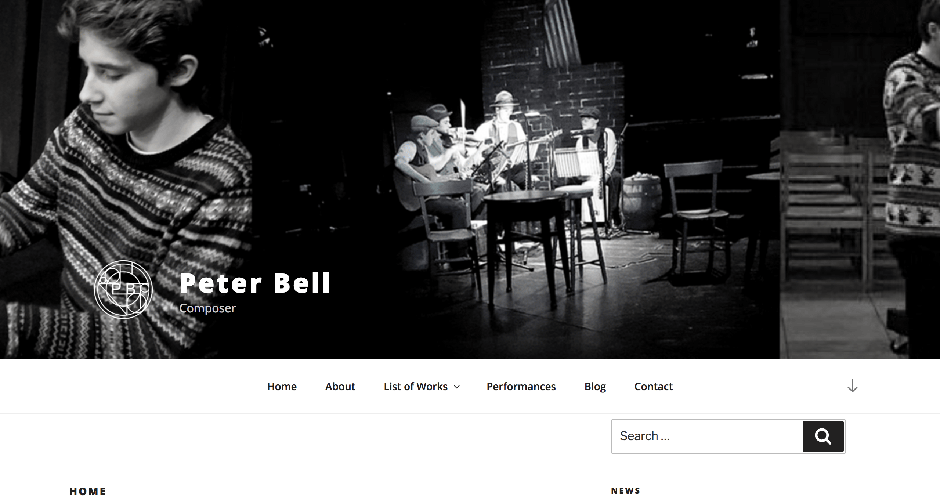 PB
Peter Bell
Composer
Home About List of Works Performances Blog Contact
Search ...
HOME
NEWS